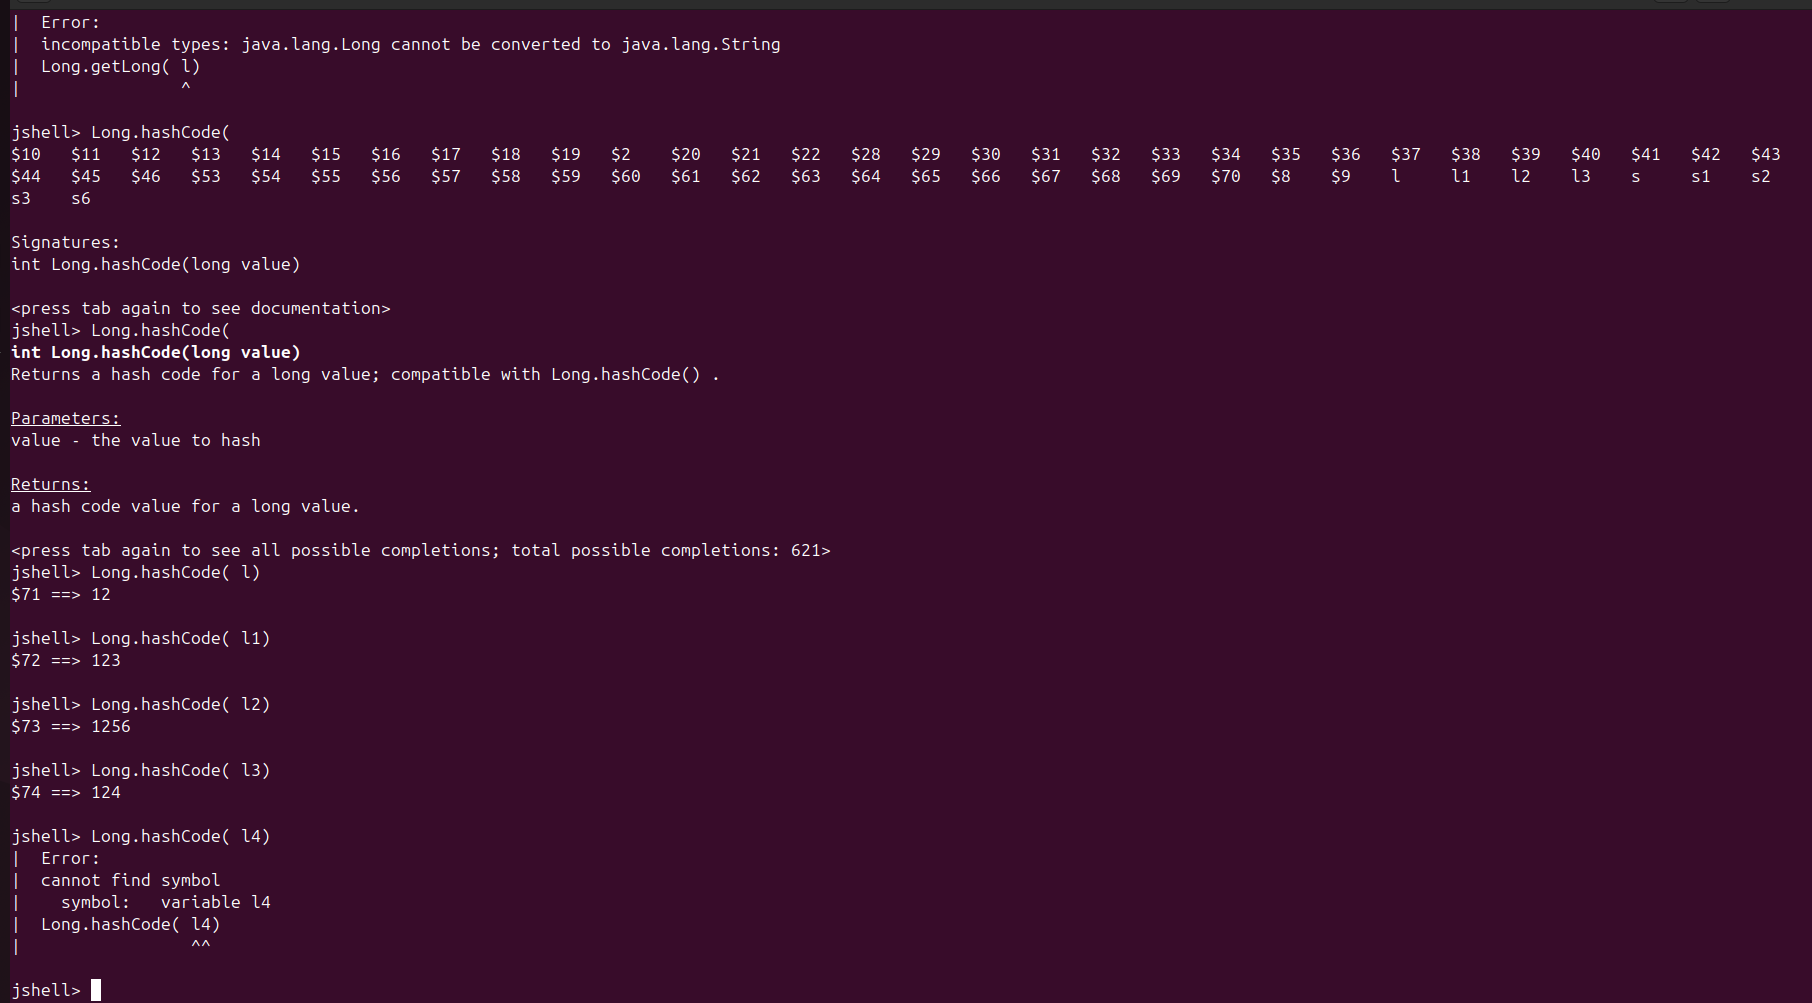 |  Error:
|  incompatible types: java.lang.Long cannot be converted to java.lang.String
|  Long.getLong( l)
|                ^
jshell> Long.hashCode(
$10   $11   $12   $13   $14   $15   $16   $17   $18   $19   $2    $20   $21   $22   $28   $29   $30   $31   $32   $33   $34   $35   $36   $37   $38   $39   $40   $41   $42   $43
$44   $45   $46   $53   $54   $55   $56   $57   $58   $59   $60   $61   $62   $63   $64   $65   $66   $67   $68   $69   $70   $8    $9    l     l1    l2    l3    s     s1    s2
s3    s6
Signatures:
int Long.hashCode(long value)
<press tab again to see documentation>
jshell> Long.hashCode(
int Long.hashCode(long value)
Returns a hash code for a long value; compatible with Long.hashCode() .
Parameters:
value - the value to hash
Returns:
a hash code value for a long value.
<press tab again to see all possible completions; total possible completions: 621>
jshell> Long.hashCode( l)
$71 ==> 12
jshell> Long.hashCode( l1)
$72 ==> 123
jshell> Long.hashCode( l2)
$73 ==> 1256
jshell> Long.hashCode( l3)
$74 ==> 124
jshell> Long.hashCode( l4)
|  Error:
|  cannot find symbol
|    symbol:   variable l4
|  Long.hashCode( l4)
|                 ^^
jshell>